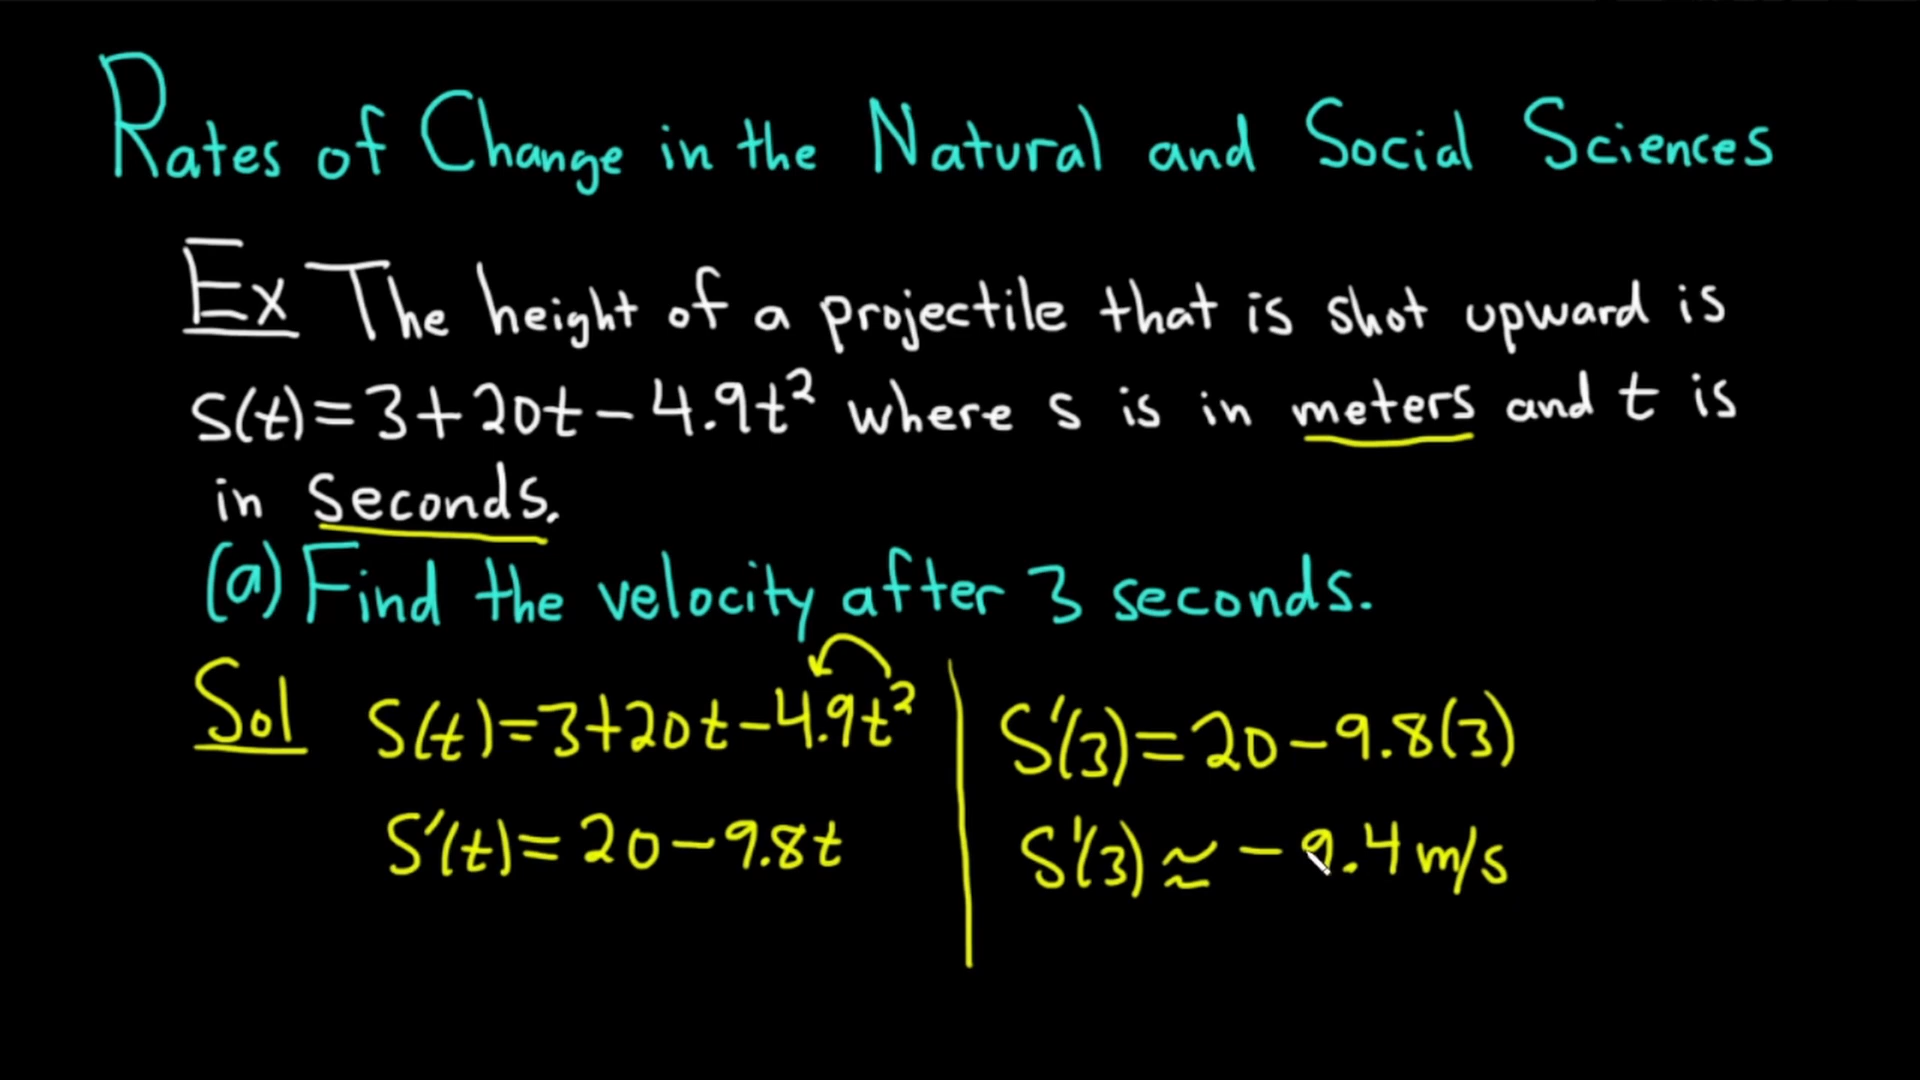 Rates of Change in the Natural and Social Sciences
Ex The height of a projectile that is shot upward is
s(t)=3+20t-4.9t² where s is in meters and t is
in seconds.
(a) Find the velocity after 3 seconds.
Sol S(t)=3+20t-4.9t²
S'(t)=20-9.8t
S'(3)=20-9.8(3)
S'(3)≈-9.4 m/s